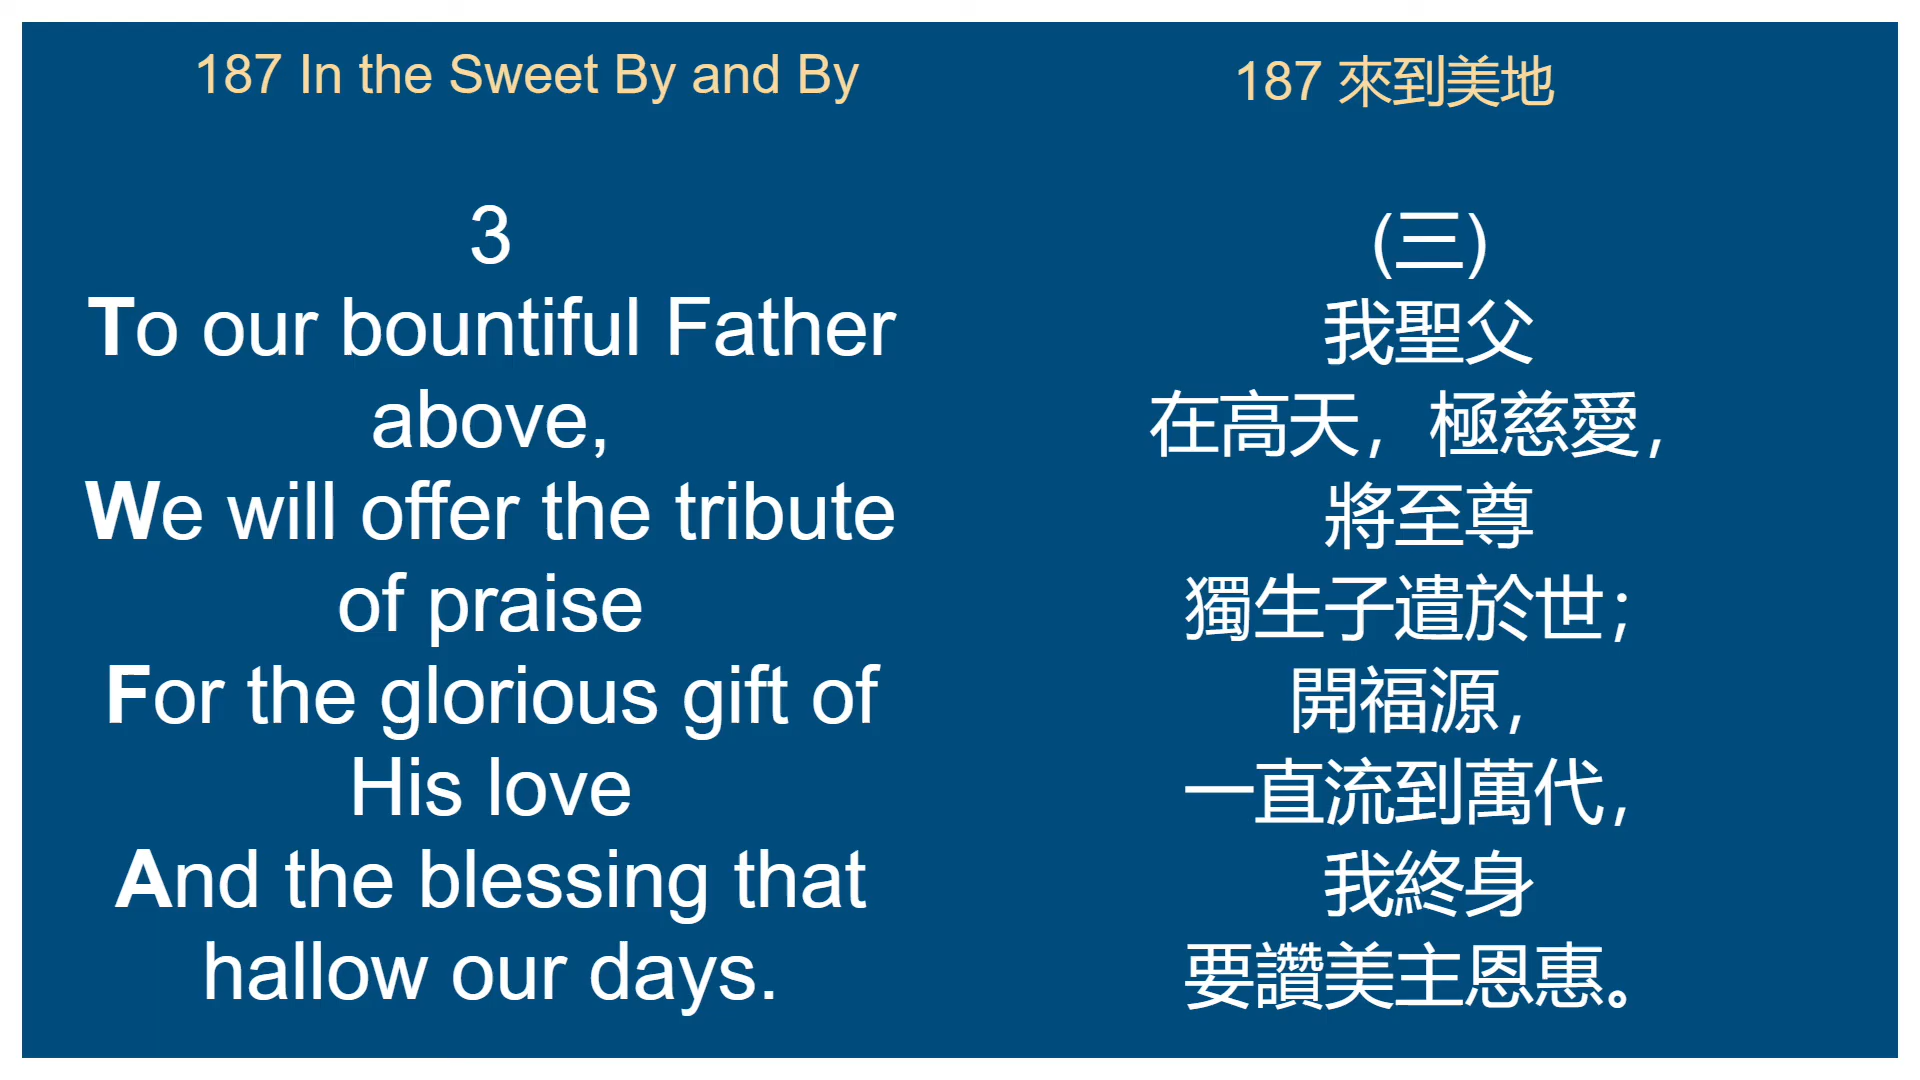 187 In the Sweet By and By
3
To our bountiful Father
above,
We will offer the tribute
of praise
For the glorious gift of
His love
And the blessing that
hallow our days.
187 來到美地
(三)
我聖父
在高天，極慈愛，
將至尊
獨生子遣於世；
開福源，
一直流到萬代，
我終身
要讚美主恩惠。